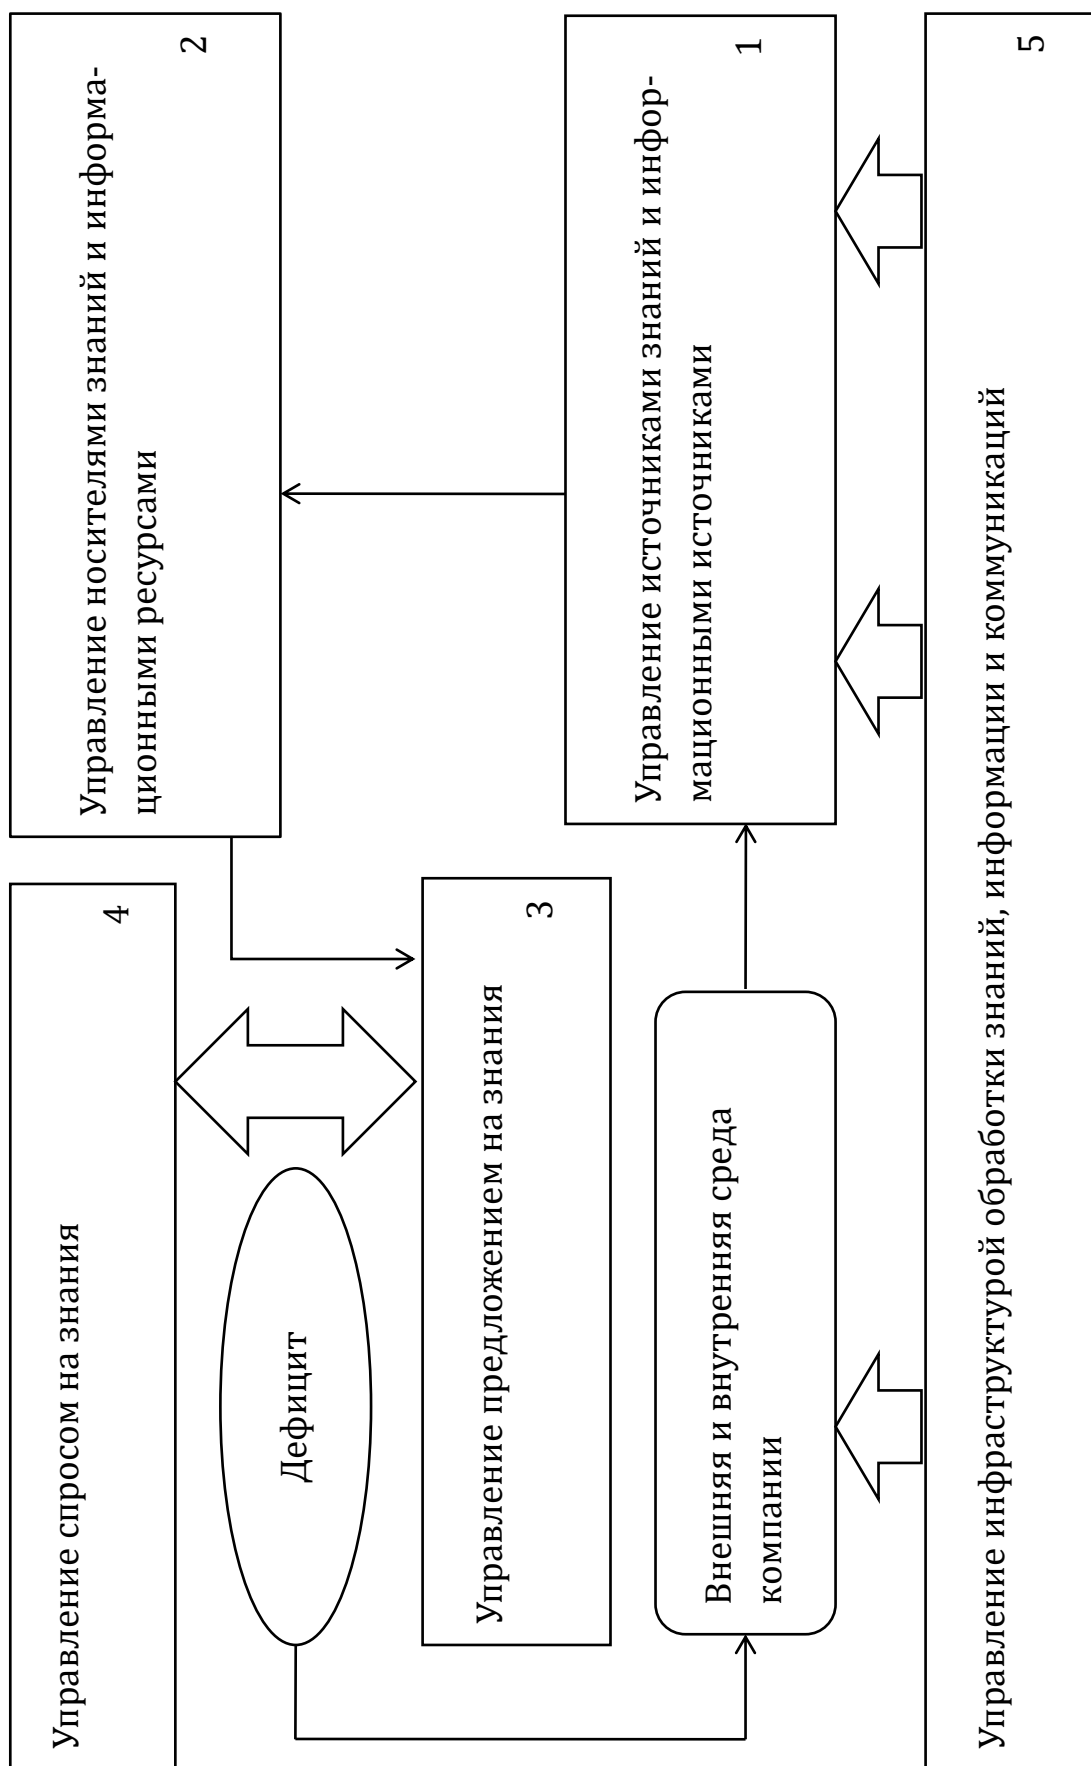 Управление спросом на знания
4
Управление носителями знаний и информа-
ционными ресурсами
2
Дефицит
Управление предложением на знания
3
Внешняя и внутренняя среда
компании
Управление источниками знаний и инфор-
мационными источниками
1
Управление инфраструктурой обработки знаний, информации и коммуникаций
5